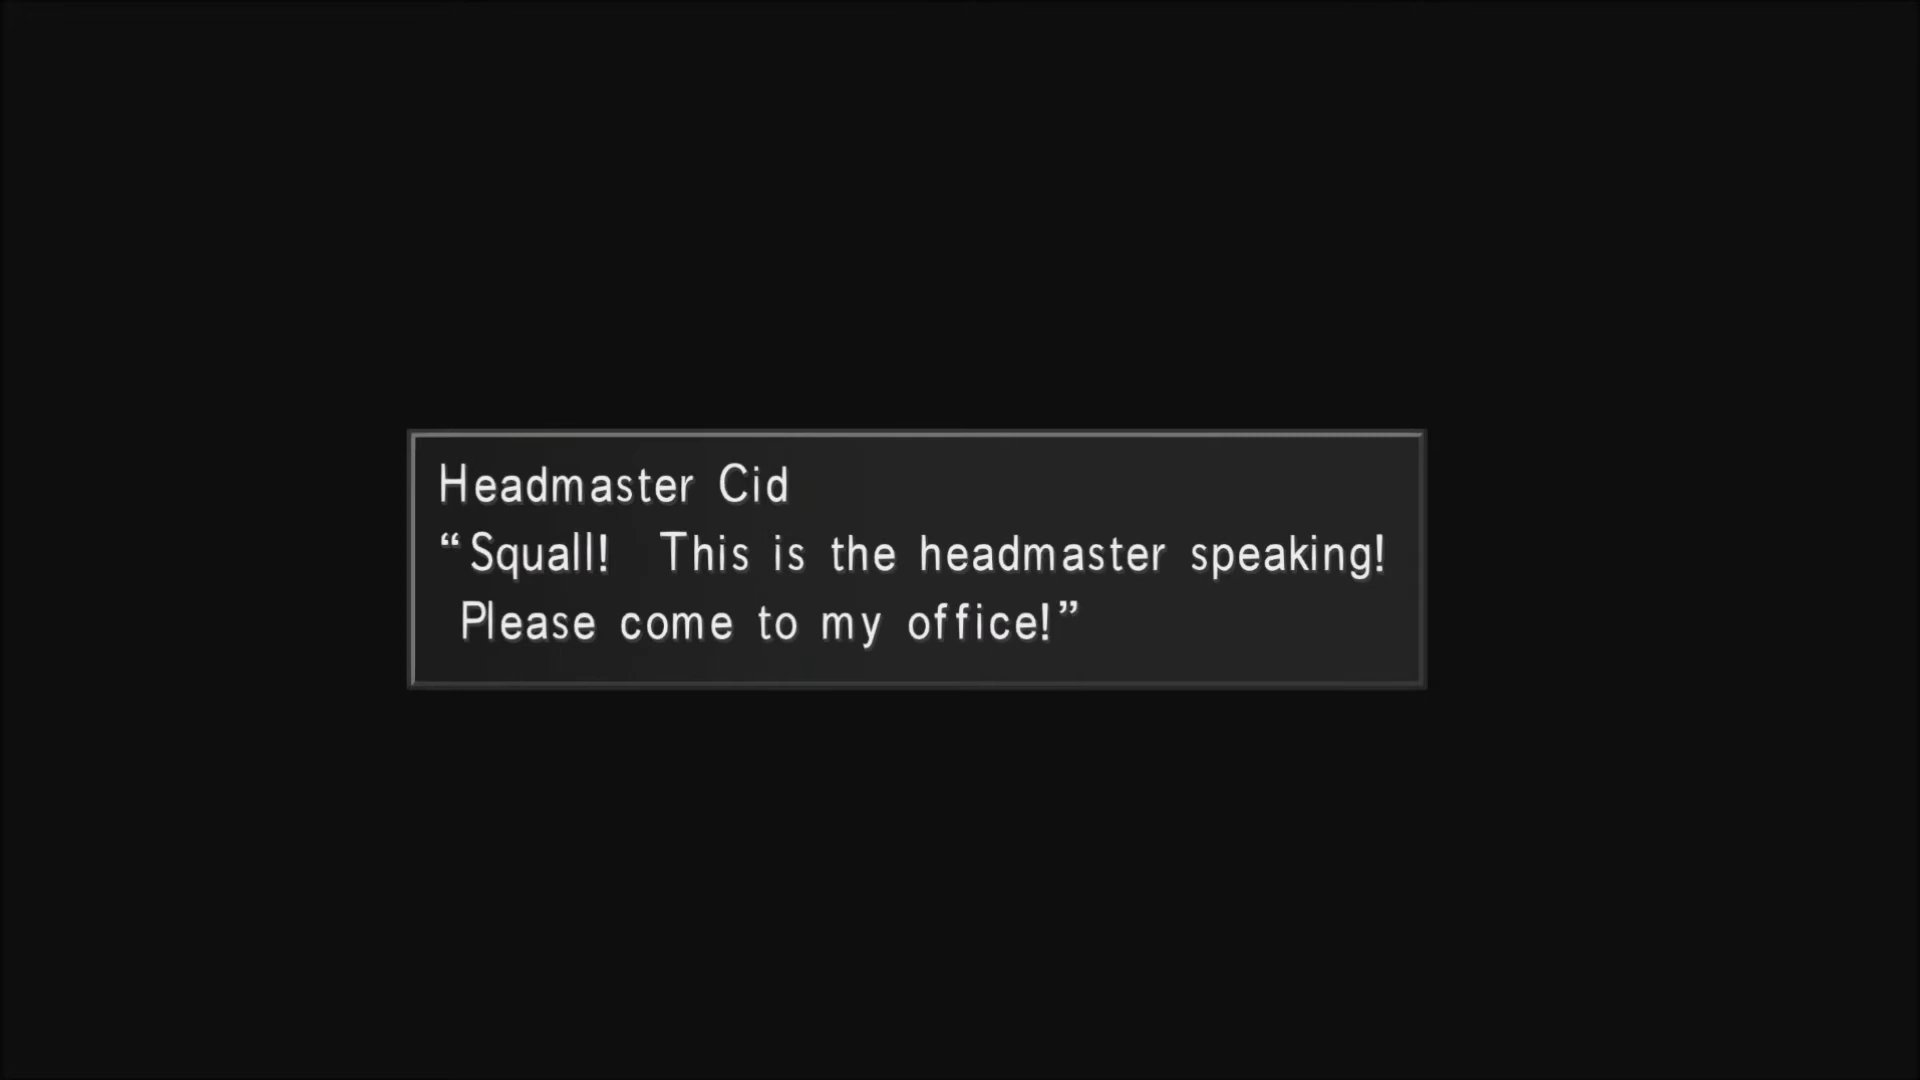 Headmaster Cid
“Squall!  This is the headmaster speaking!
Please come to my office!”